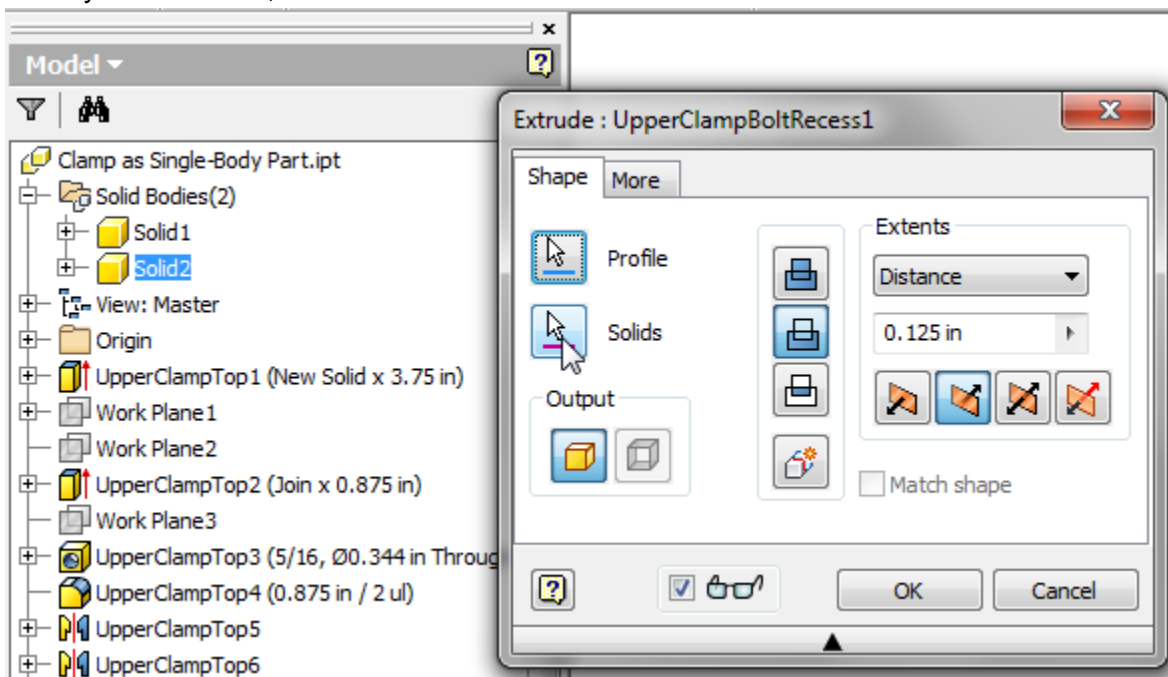 Model
Clamp as Single-Body Part.ipt
Solid Bodies(2)
Solid1
Solid2
View: Master
Origin
UpperClampTop1 (New Solid x 3.75 in)
Work Plane1
Work Plane2
UpperClampTop2 (Join x 0.875 in)
Work Plane3
UpperClampTop3 (5/16, Ø0.344 in Throug
UpperClampTop4 (0.875 in / 2 ul)
UpperClampTop5
UpperClampTop6
Extrude : UpperClampBoltRecess1
Shape More
Profile
Solids
Output
Extents
Distance
0.125 in
Match shape
OK Cancel